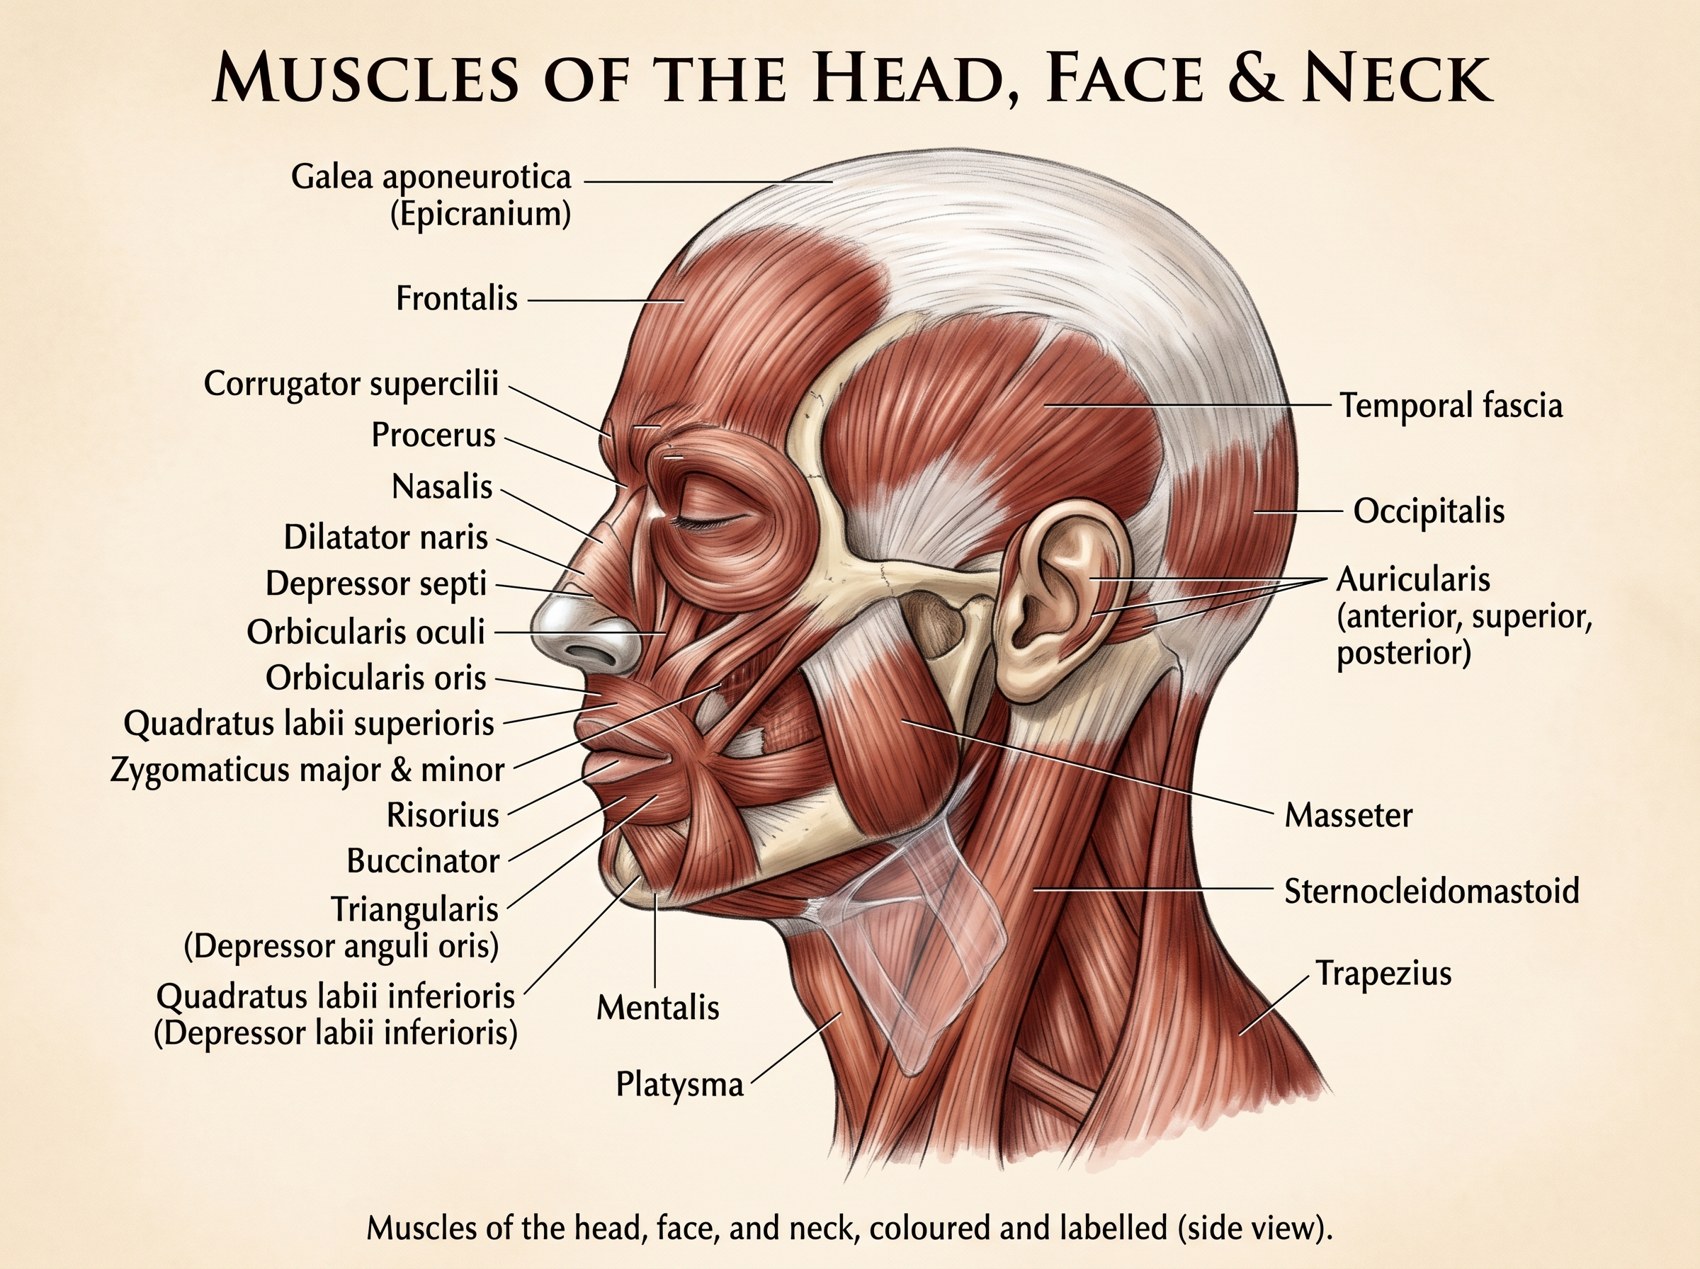 MUSCLES OF THE HEAD, FACE & NECK
Galea aponeurotica
(Epicranium)
Frontalis
Corrugator supercilii
Procerus
Nasalis
Dilatator naris
Depressor septi
Orbicularis oculi
Orbicularis oris
Quadratus labii superioris
Zygomaticus major & minor
Risorius
Buccinator
Triangularis
(Depressor anguli oris)
Quadratus labii inferioris
(Depressor labii inferioris)
Mentalis
Platysma
Temporal fascia
Occipitalis
Auricularis
(anterior, superior,
posterior)
Masseter
Sternocleidomastoid
Trapezius
Muscles of the head, face, and neck, coloured and labelled (side view).